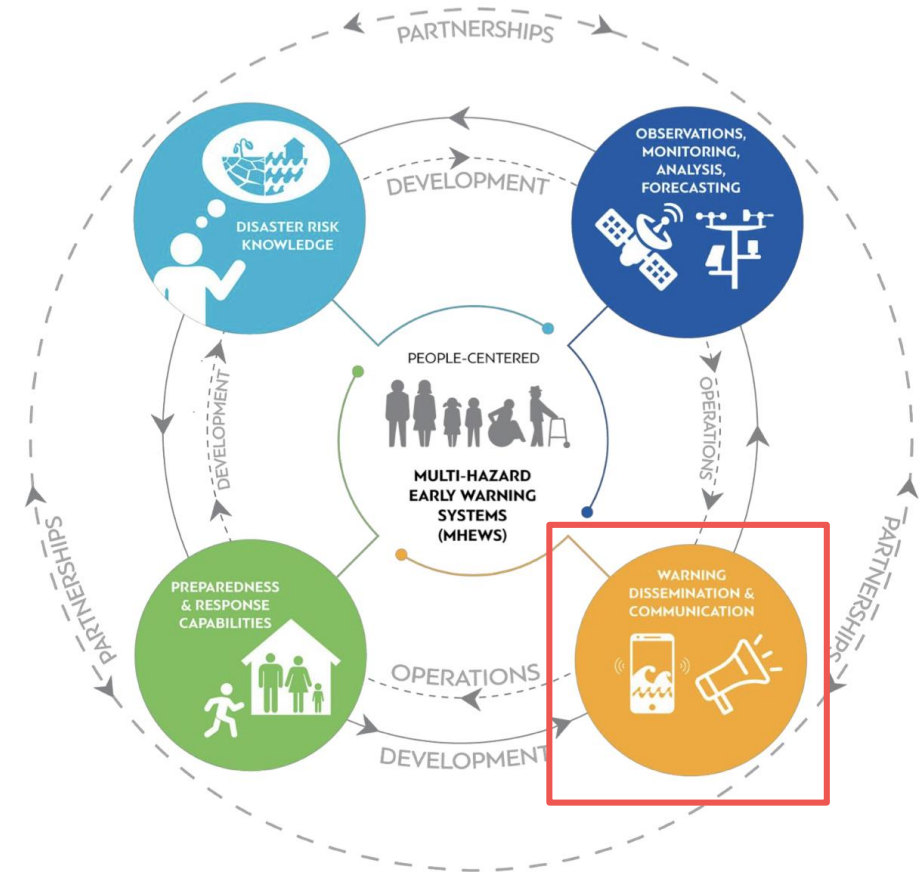 PARTNERSHIPS
OBSERVATIONS,
MONITORING,
ANALYSIS,
FORECASTING
DEVELOPMENT
DISASTER RISK
KNOWLEDGE
PEOPLE-CENTERED
DEVELOPMENT
OPERATIONS
MULTI-HAZARD
EARLY WARNING
SYSTEMS
(MHEWS)
PARTNERSHIPS
PARTNERSHIPS
PREPAREDNESS
& RESPONSE
CAPABILITIES
WARNING
DISSEMINATION &
COMMUNICATION
OPERATIONS
DEVELOPMENT